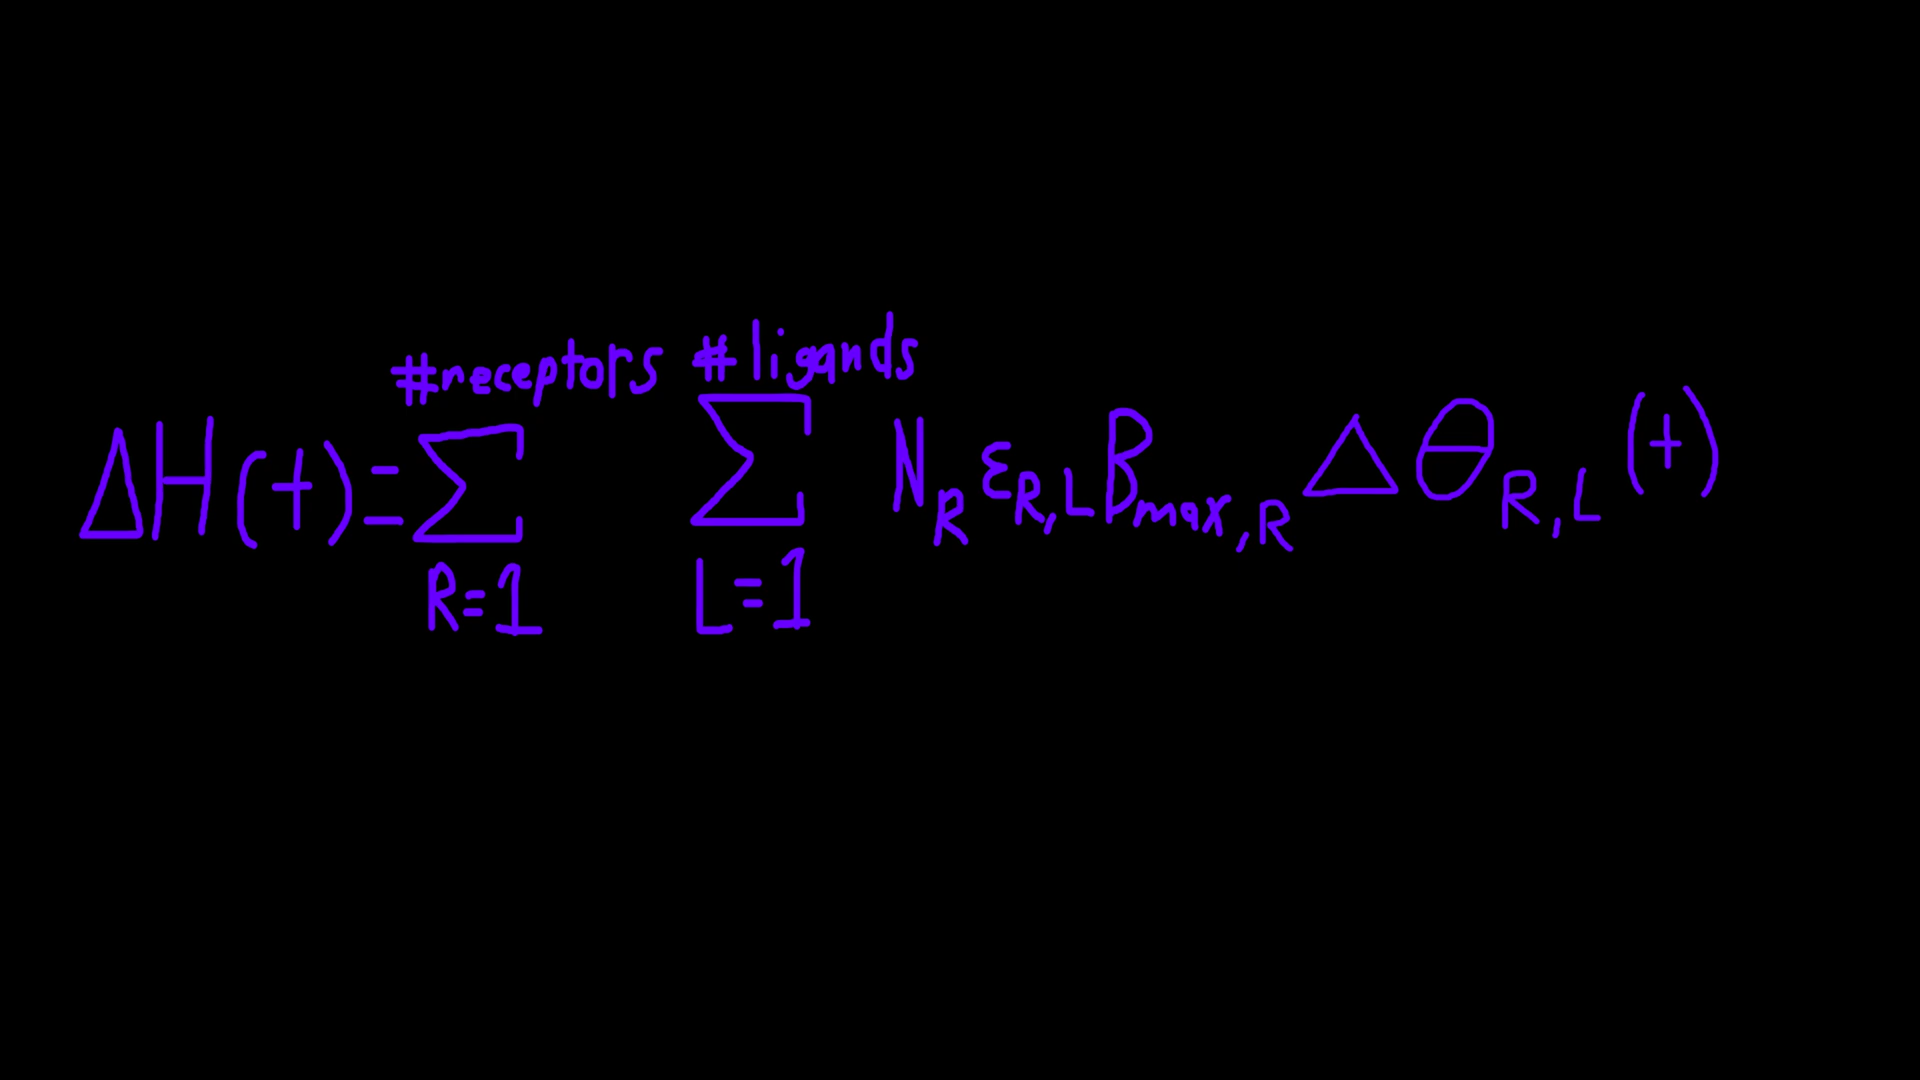 #receptors #ligands
ΔH(t)=∑ ∑ N_R ε_R,L B_max,R Δθ_R,L (t)
R=1 L=1